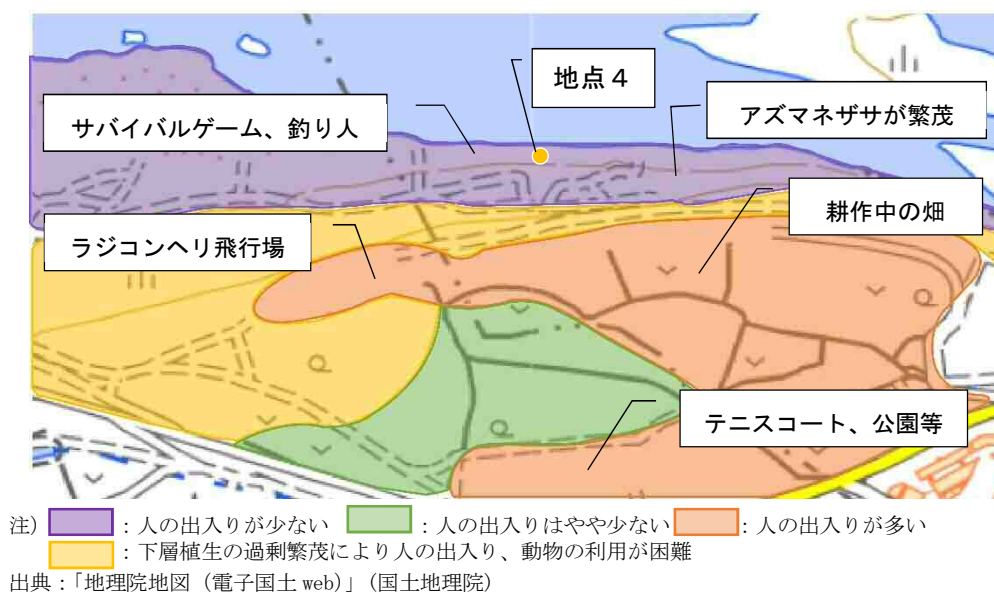 地点4
サバイバルゲーム、釣り人
アズマネザサが繁茂
耕作中の畑
ラジコンヘリ飛行場
テニスコート、公園等
注） ：人の出入りが少ない ：人の出入りはやや少ない ：人の出入りが多い
：下層植生の過剰繁茂により人の出入り、動物の利用が困難
出典：「地理院地図（電子国土 web）」（国土地理院）